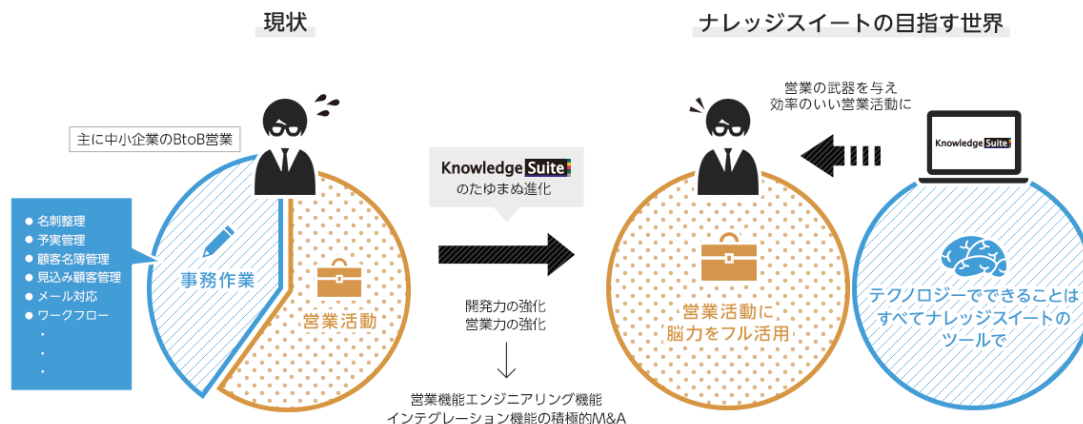 現状
主に中小企業のBtoB営業
● 名刺整理
● 予実管理
● 顧客名簿管理
● 見込み顧客管理
● メール対応
● ワークフロー
・
・
・
事務作業
営業活動
Knowledge Suite
のたゆまぬ進化
開発力の強化
営業力の強化
営業機能エンジニアリング機能
インテグレーション機能の積極的M&A
ナレッジスイートの目指す世界
営業の武器を与え
効率のいい営業活動に
Knowledge Suite
営業活動に
脳力をフル活用
テクノロジーでできることは
すべてナレッジスイートの
ツールで